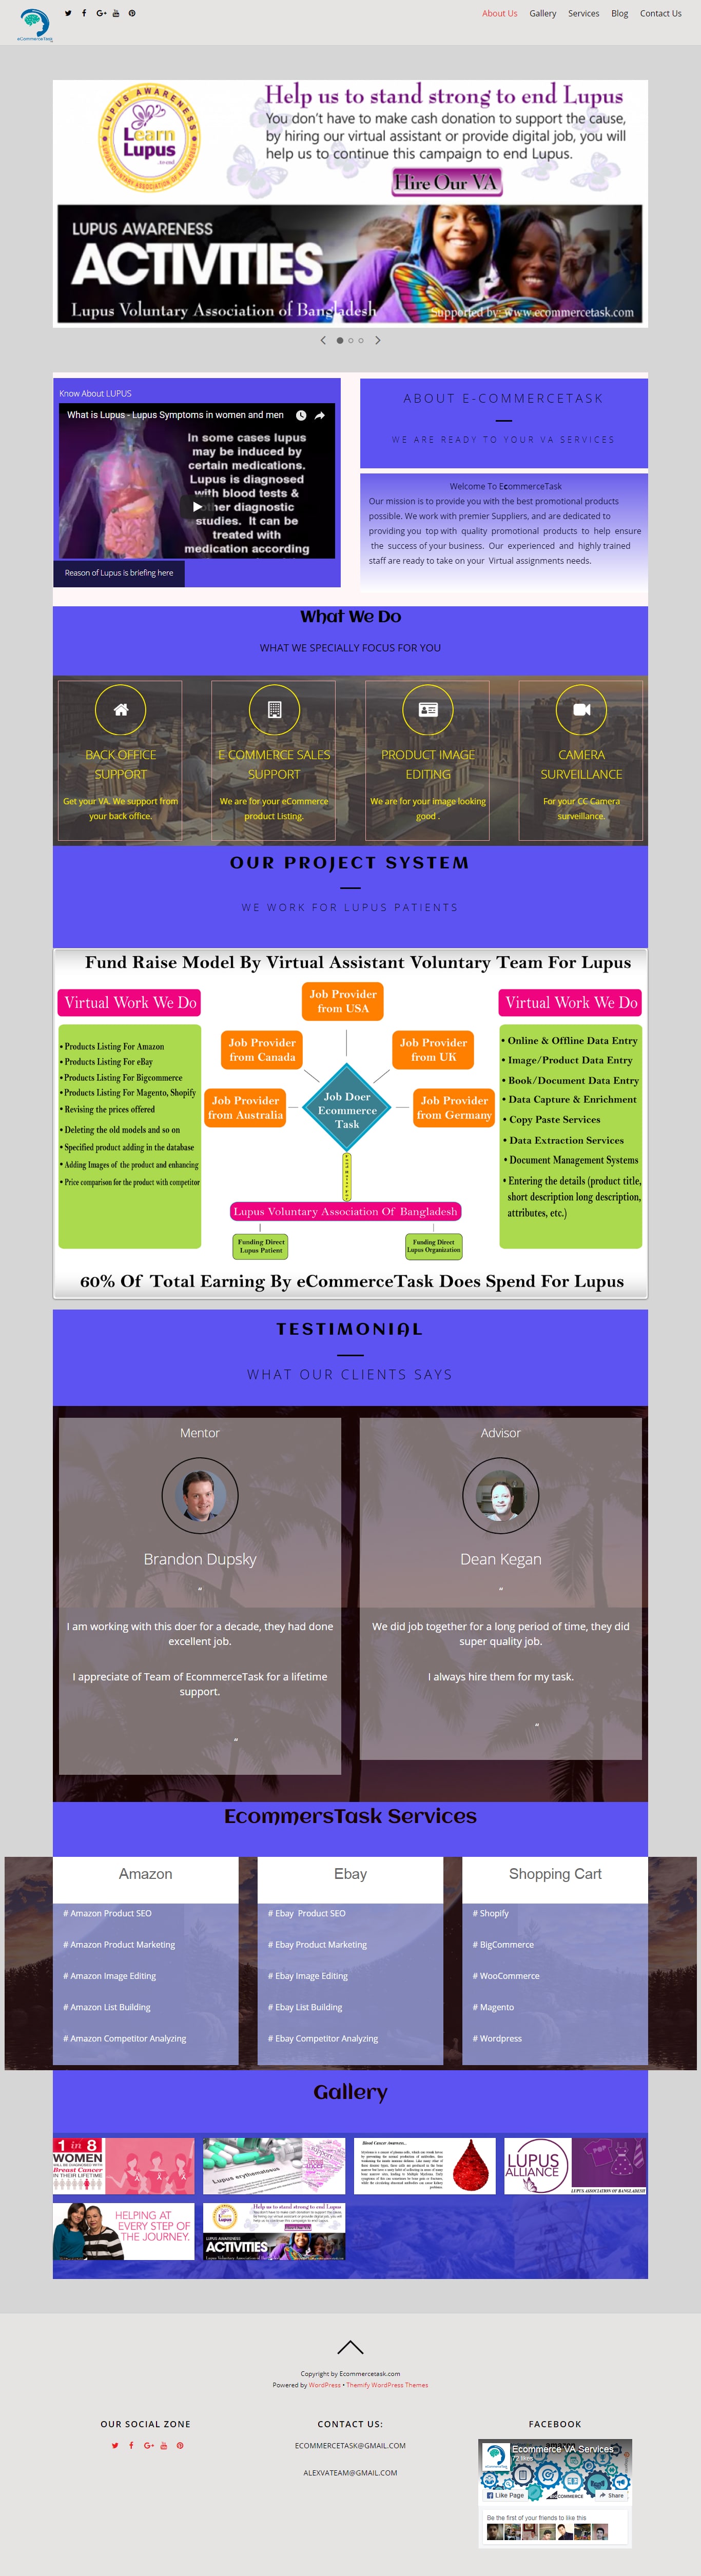 eCommerceTask
About Us
Gallery
Services
Blog
Contact Us
LUPUS AWARENESS
Learn
Lupus
to end
Help us to stand strong to end Lupus
You don't have to make cash donation to support the cause,
by hiring our virtual assistant or provide digital job, you will
help us to continue this campaign to end Lupus.
Hire Our VA
LUPUS AWARENESS
ACTIVITIES
Lupus Voluntary Association of Bangladesh
Supported by: www.ecommercetask.com
Know About LUPUS
What is Lupus - Lupus Symptoms in women and men
In some cases lupus
may be induced by
certain medications.
Lupus is diagnosed
with blood tests &
other diagnostic
studies. It can be
treated with
medication according
Reason of Lupus is briefing here
ABOUT E-COMMERCETASK
WE ARE READY TO YOUR VA SERVICES
Welcome To EcommerceTask
Our mission is to provide you with the best promotional products
possible. We work with premier Suppliers, and are dedicated to
providing you top with quality promotional products to help ensure
the success of your business. Our experienced and highly trained
staff are ready to take on your Virtual assignments needs.
What We Do
WHAT WE SPECIALLY FOCUS FOR YOU
BACK OFFICE
SUPPORT
Get your VA. We support from
your back office.
E COMMERCE SALES
SUPPORT
We are for your eCommerce
product Listing.
PRODUCT IMAGE
EDITING
We are for your image looking
good .
CAMERA
SURVEILLANCE
For your CC Camera
surveillance.
OUR PROJECT SYSTEM
WE WORK FOR LUPUS PATIENTS
Fund Raise Model By Virtual Assistant Voluntary Team For Lupus
Virtual Work We Do
• Products Listing For Amazon
• Products Listing For eBay
• Products Listing For Bigcommerce
• Products Listing For Magento, Shopify
• Revising the prices offered
• Deleting the old models and so on
• Specified product adding in the database
• Adding Images of the product and enhancing
• Price comparison for the product with competitor
Job Provider
from USA
Job Provider
from Canada
Job Provider
from UK
Job Provider
from Australia
Job Doer
Ecommerce
Task
Job Provider
from Germany
Lupus Voluntary Association Of Bangladesh
Funding Direct
Lupus Patient
Funding Direct
Lupus Organization
Virtual Work We Do
• Online & Offline Data Entry
• Image/Product Data Entry
• Book/Document Data Entry
• Data Capture & Enrichment
• Copy Paste Services
• Data Extraction Services
• Document Management Systems
• Entering the details (product title,
short description long description,
attributes, etc.)
60% Of Total Earning By eCommerceTask Does Spend For Lupus
TESTIMONIAL
WHAT OUR CLIENTS SAYS
Mentor
Brandon Dupsky
"
I am working with this doer for a decade, they had done
excellent job.
I appreciate of Team of EcommerceTask for a lifetime
support.
"
Advisor
Dean Kegan
"
We did job together for a long period of time, they did
super quality job.
I always hire them for my task.
"
EcommersTask Services
Amazon
# Amazon Product SEO
# Amazon Product Marketing
# Amazon Image Editing
# Amazon List Building
# Amazon Competitor Analyzing
Ebay
# Ebay Product SEO
# Ebay Product Marketing
# Ebay Image Editing
# Ebay List Building
# Ebay Competitor Analyzing
Shopping Cart
# Shopify
# BigCommerce
# WooCommerce
# Magento
# Wordpress
Gallery
1 in 8
WOMEN
Breast Cancer
IN THEIR LIFETIME
Lupus erythematosus
Blood Cancer Awareness...
LUPUS
ALLIANCE
LUPUS ASSOCIATION OF BANGLADESH
HELPING AT
EVERY STEP OF
THE JOURNEY.
Help us to stand strong to end Lupus
LUPUS AWARENESS
ACTIVITIES
Copyright by Ecommercetask.com
Powered by WordPress • Themify WordPress Themes
OUR SOCIAL ZONE
CONTACT US:
ECOMMERCETASK@GMAIL.COM
ALEXVATEAM@GMAIL.COM
FACEBOOK
amazon
Ecommerce VA Services
72 likes
COMMERCE
Like Page
Share
Be the first of your friends to like this